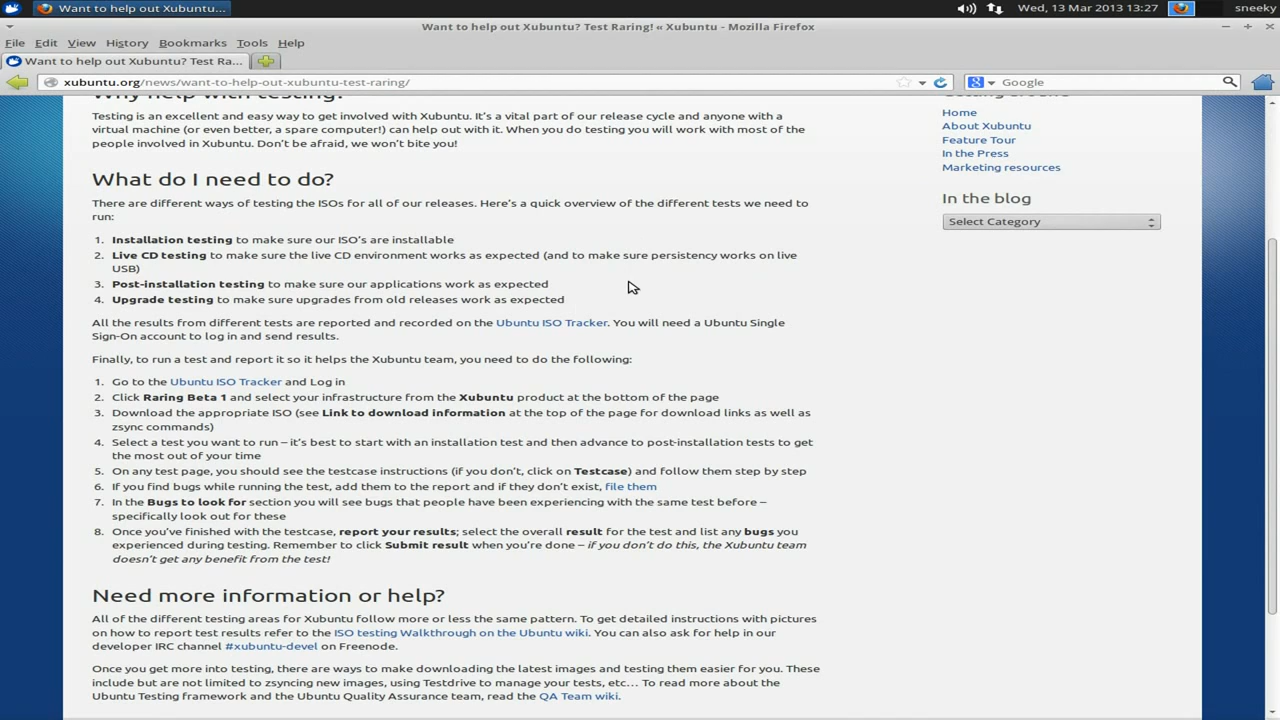 Want to help out Xubuntu...
Wed, 13 Mar 2013 13:27
sneeky
Want to help out Xubuntu? Test Raring! « Xubuntu - Mozilla Firefox
File Edit View History Bookmarks Tools Help
Want to help out Xubuntu? Test Ra...
xubuntu.org/news/want-to-help-out-xubuntu-test-raring/
Google
Why help with testing?
Testing is an excellent and easy way to get involved with Xubuntu. It's a vital part of our release cycle and anyone with a
virtual machine (or even better, a spare computer!) can help out with it. When you do testing you will work with most of the
people involved in Xubuntu. Don't be afraid, we won't bite you!
What do I need to do?
There are different ways of testing the ISOs for all of our releases. Here's a quick overview of the different tests we need to
run:
1. Installation testing to make sure our ISO's are installable
2. Live CD testing to make sure the live CD environment works as expected (and to make sure persistency works on live
USB)
3. Post-installation testing to make sure our applications work as expected
4. Upgrade testing to make sure upgrades from old releases work as expected
All the results from different tests are reported and recorded on the Ubuntu ISO Tracker. You will need a Ubuntu Single
Sign-On account to log in and send results.
Finally, to run a test and report it so it helps the Xubuntu team, you need to do the following:
1. Go to the Ubuntu ISO Tracker and Log in
2. Click Raring Beta 1 and select your infrastructure from the Xubuntu product at the bottom of the page
3. Download the appropriate ISO (see Link to download information at the top of the page for download links as well as
zsync commands)
4. Select a test you want to run – it's best to start with an installation test and then advance to post-installation tests to get
the most out of your time
5. On any test page, you should see the testcase instructions (if you don't, click on Testcase) and follow them step by step
6. If you find bugs while running the test, add them to the report and if they don't exist, file them
7. In the Bugs to look for section you will see bugs that people have been experiencing with the same test before –
specifically look out for these
8. Once you've finished with the testcase, report your results; select the overall result for the test and list any bugs you
experienced during testing. Remember to click Submit result when you're done – if you don't do this, the Xubuntu team
doesn't get any benefit from the test!
Need more information or help?
All of the different testing areas for Xubuntu follow more or less the same pattern. To get detailed instructions with pictures
on how to report test results refer to the ISO testing Walkthrough on the Ubuntu wiki. You can also ask for help in our
developer IRC channel #xubuntu-devel on Freenode.
Once you get more into testing, there are ways to make downloading the latest images and testing them easier for you. These
include but are not limited to zsyncing new images, using Testdrive to manage your tests, etc... To read more about the
Ubuntu Testing framework and the Ubuntu Quality Assurance team, read the QA Team wiki.
Home
About Xubuntu
Feature Tour
In the Press
Marketing resources
In the blog
Select Category